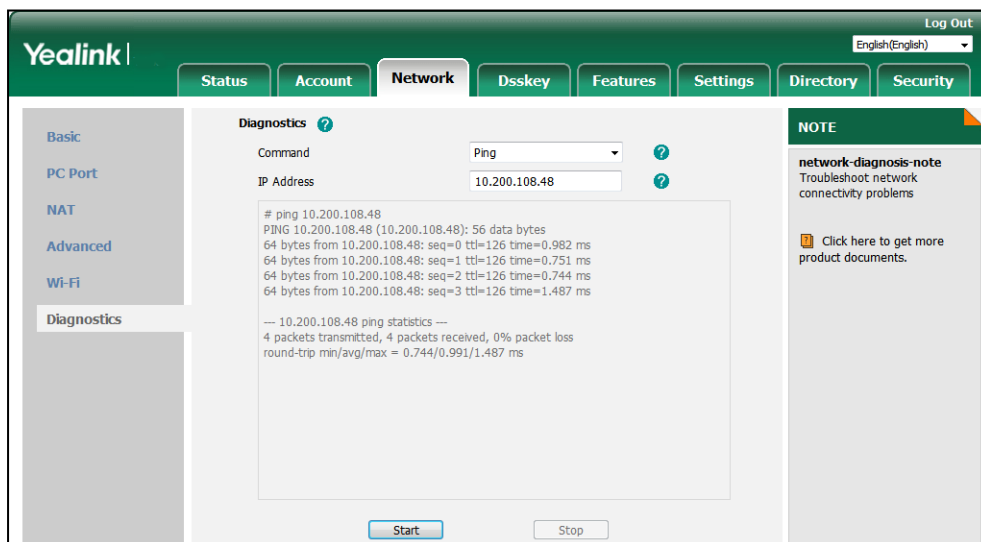 Log Out
Yealink
English(English)
Status Account Network Dsskey Features Settings Directory Security
Basic
PC Port
NAT
Advanced
Wi-Fi
Diagnostics
Diagnostics ?
Command Ping ?
IP Address 10.200.108.48 ?
# ping 10.200.108.48
PING 10.200.108.48 (10.200.108.48): 56 data bytes
64 bytes from 10.200.108.48: seq=0 ttl=126 time=0.982 ms
64 bytes from 10.200.108.48: seq=1 ttl=126 time=0.751 ms
64 bytes from 10.200.108.48: seq=2 ttl=126 time=0.744 ms
64 bytes from 10.200.108.48: seq=3 ttl=126 time=1.487 ms
--- 10.200.108.48 ping statistics ---
4 packets transmitted, 4 packets received, 0% packet loss
round-trip min/avg/max = 0.744/0.991/1.487 ms
Start Stop
NOTE
network-diagnosis-note
Troubleshoot network
connectivity problems
? Click here to get more
product documents.